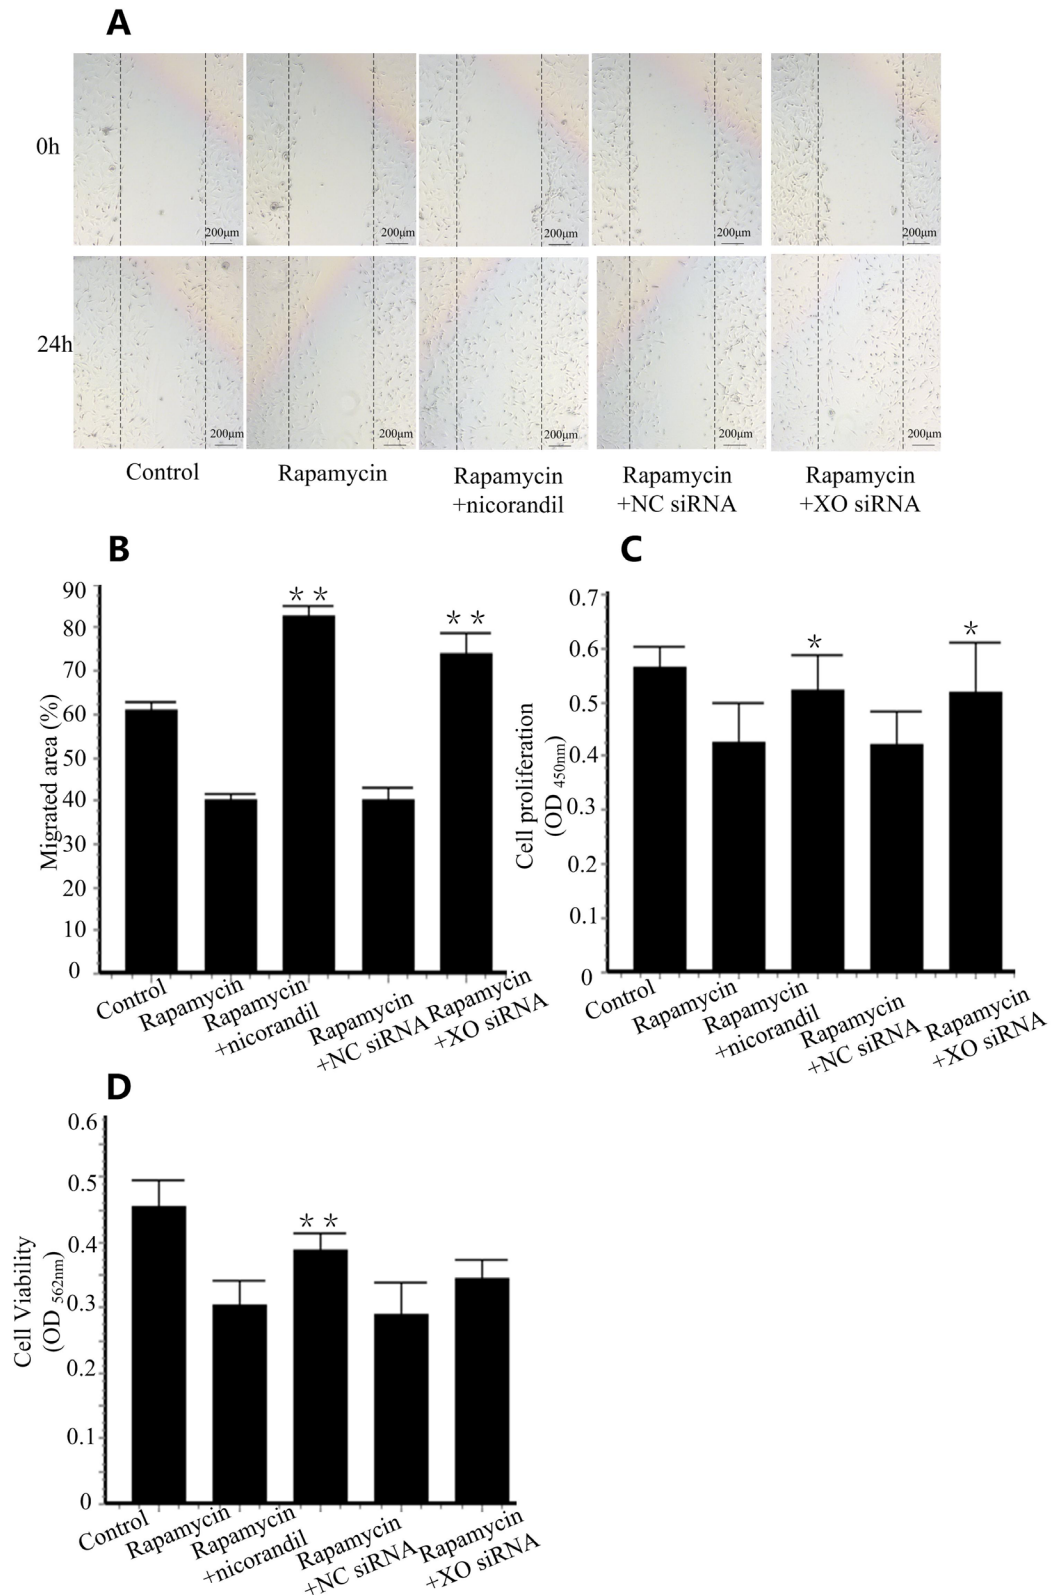 A
0h
200μm
200μm
200μm
200μm
200μm
24h
200μm
200μm
200μm
200μm
200μm
Control
Rapamycin
Rapamycin
+nicorandil
Rapamycin
+NC siRNA
Rapamycin
+XO siRNA
B
Migrated area (%)
90
80
70
60
50
40
30
20
10
0
* *
* *
Control
Rapamycin
Rapamycin
+nicorandil
Rapamycin
+NC siRNA
Rapamycin
+XO siRNA
C
Cell proliferation
(OD 450nm)
0.7
0.6
0.5
0.4
0.3
0.2
0.1
0
*
*
Control
Rapamycin
Rapamycin
+nicorandil
Rapamycin
+NC siRNA
Rapamycin
+XO siRNA
D
Cell Viability
(OD 562nm)
0.6
0.5
0.4
0.3
0.2
0.1
0
* *
Control
Rapamycin
Rapamycin
+nicorandil
Rapamycin
+NC siRNA
Rapamycin
+XO siRNA